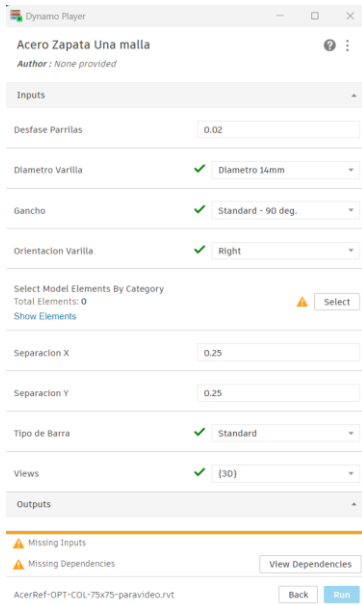 Dynamo Player
Acero Zapata Una malla
Author : None provided
Inputs
Desfase Parrilas
0.02
Diametro Varilla
Diametro 14mm
Gancho
Standard - 90 deg.
Orientacion Varilla
Right
Select Model Elements By Category
Total Elements: 0
Select
Show Elements
Separacion X
0.25
Separacion Y
0.25
Tipo de Barra
Standard
Views
{3D}
Outputs
Missing Inputs
Missing Dependencies
View Dependencies
AcerRef-OPT-COL-75x75-paravideo.rvt
Back
Run